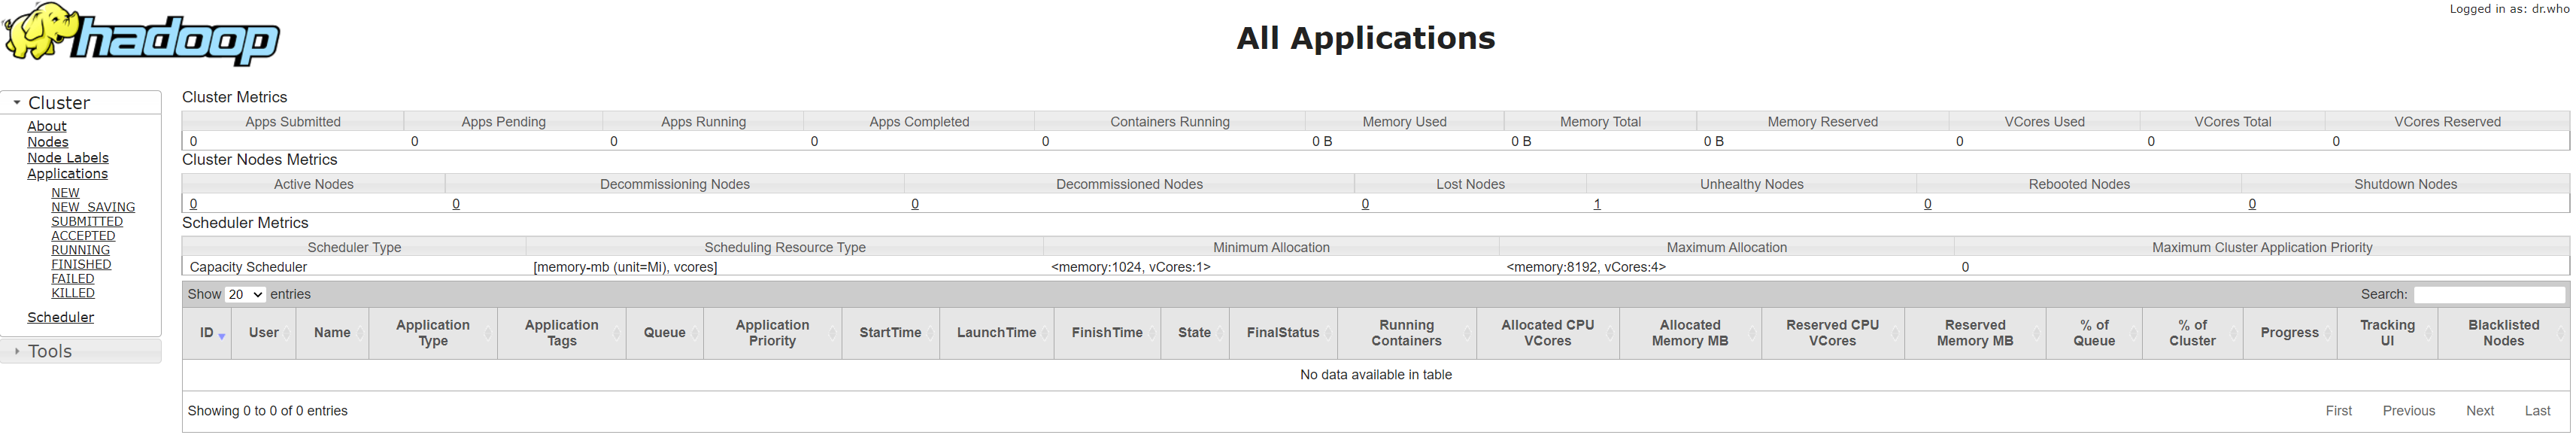 hadoop
Logged in as: dr.who
All Applications
Cluster
About
Nodes
Node Labels
Applications
NEW
NEW_SAVING
SUBMITTED
ACCEPTED
RUNNING
FINISHED
FAILED
KILLED
Scheduler
Tools
Cluster Metrics
Apps Submitted Apps Pending Apps Running Apps Completed Containers Running Memory Used Memory Total Memory Reserved VCores Used VCores Total VCores Reserved
0 0 0 0 0 0 B 0 B 0 B 0 0 0
Cluster Nodes Metrics
Active Nodes Decommissioning Nodes Decommissioned Nodes Lost Nodes Unhealthy Nodes Rebooted Nodes Shutdown Nodes
0 0 0 0 1 0 0
Scheduler Metrics
Scheduler Type Scheduling Resource Type Minimum Allocation Maximum Allocation Maximum Cluster Application Priority
Capacity Scheduler [memory-mb (unit=Mi), vcores] <memory:1024, vCores:1> <memory:8192, vCores:4> 0
Show 20 entries Search:
ID User Name Application Type Application Tags Queue Application Priority StartTime LaunchTime FinishTime State FinalStatus Running Containers Allocated CPU VCores Allocated Memory MB Reserved CPU VCores Reserved Memory MB % of Queue % of Cluster Progress Tracking UI Blacklisted Nodes
No data available in table
Showing 0 to 0 of 0 entries First Previous Next Last